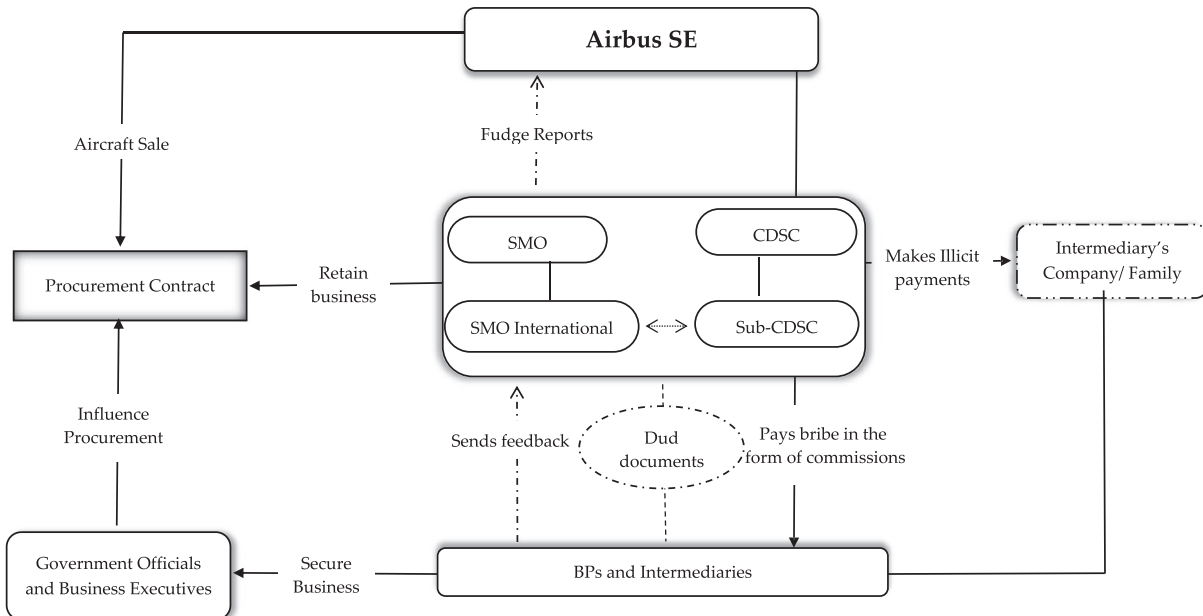 Airbus SE
Fudge Reports
Aircraft Sale
SMO
CDSC
Intermediary's
Company/ Family
Makes Illicit
payments
Retain
business
Procurement Contract
SMO International
Sub-CDSC
Influence
Procurement
Sends feedback
Dud
documents
Pays bribe in the
form of commissions
Government Officials
and Business Executives
Secure
Business
BPs and Intermediaries